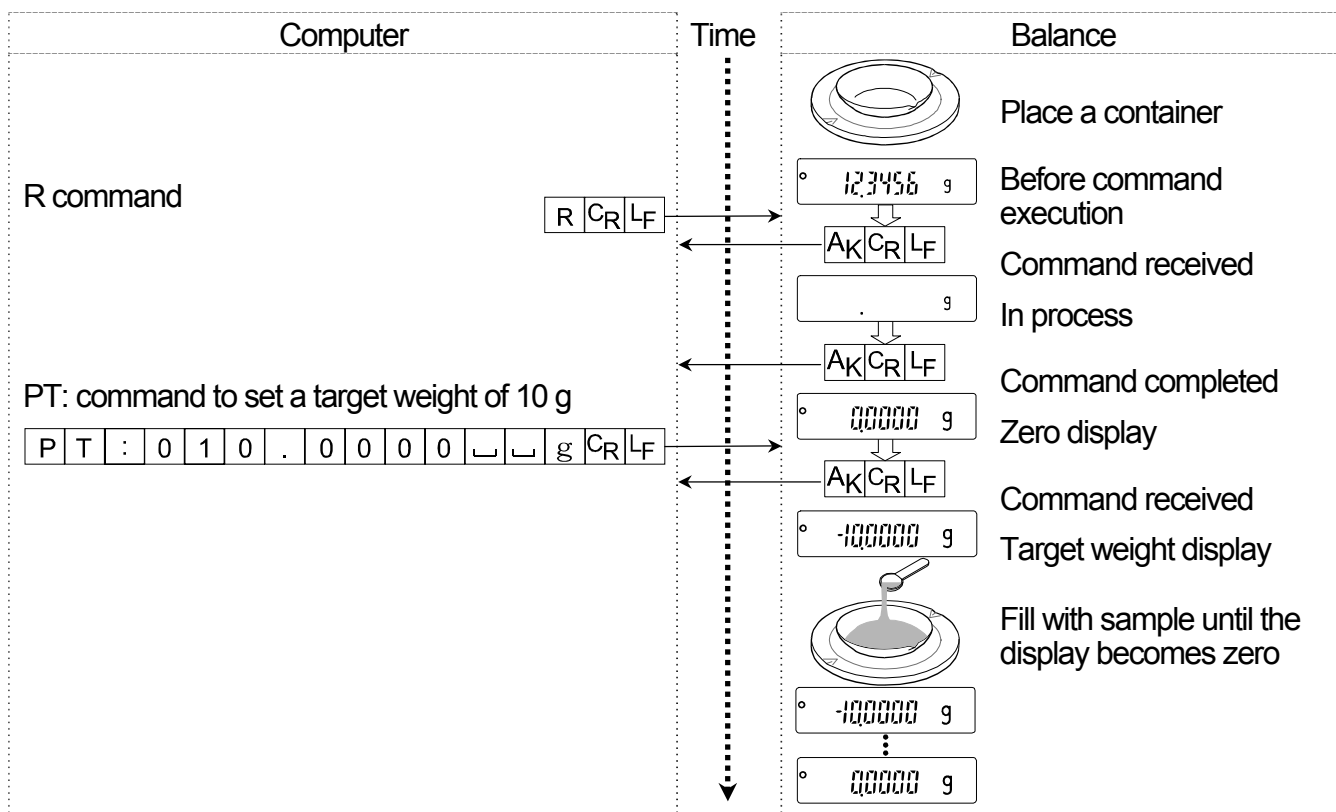 Computer Time Balance
Place a container
12.3456 g
Before command
execution
R command
R CR LF
AK CR LF
Command received
. g
In process
AK CR LF
Command completed
PT: command to set a target weight of 10 g
0.0000 g
Zero display
P T : 0 1 0 . 0 0 0 0 ⌴ ⌴ g CR LF
AK CR LF
Command received
-10.0000 g
Target weight display
Fill with sample until the
display becomes zero
-10.0000 g
0.0000 g